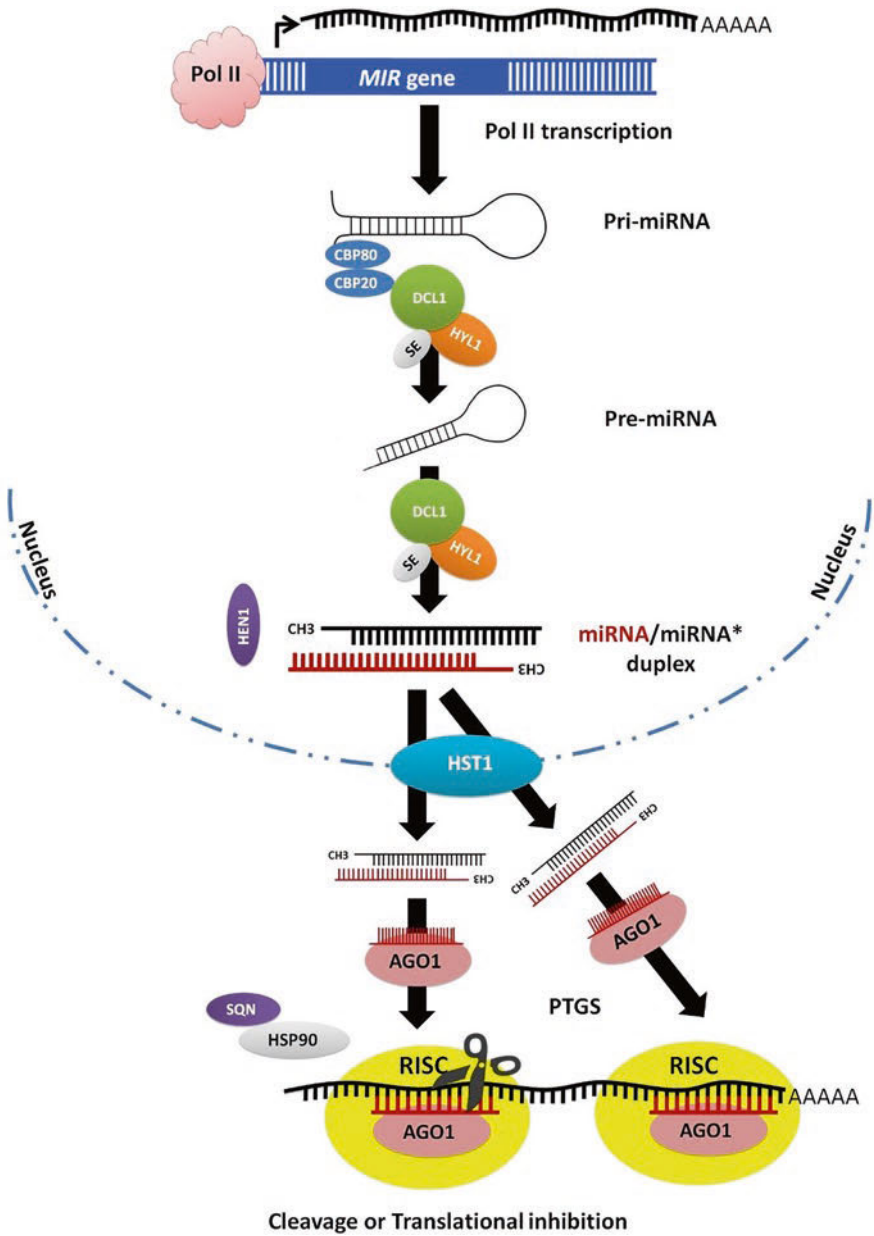 AAAAA
Pol II
MIR gene
Pol II transcription
Pri-miRNA
CBP80
CBP20
DCL1
HYL1
SE
Pre-miRNA
DCL1
HYL1
SE
Nucleus
Nucleus
HEN1
CH3
CH3
miRNA/miRNA*
duplex
HST1
CH3
CH3
CH3
CH3
AGO1
AGO1
PTGS
SQN
HSP90
RISC
RISC
AAAAA
AGO1
AGO1
Cleavage or Translational inhibition